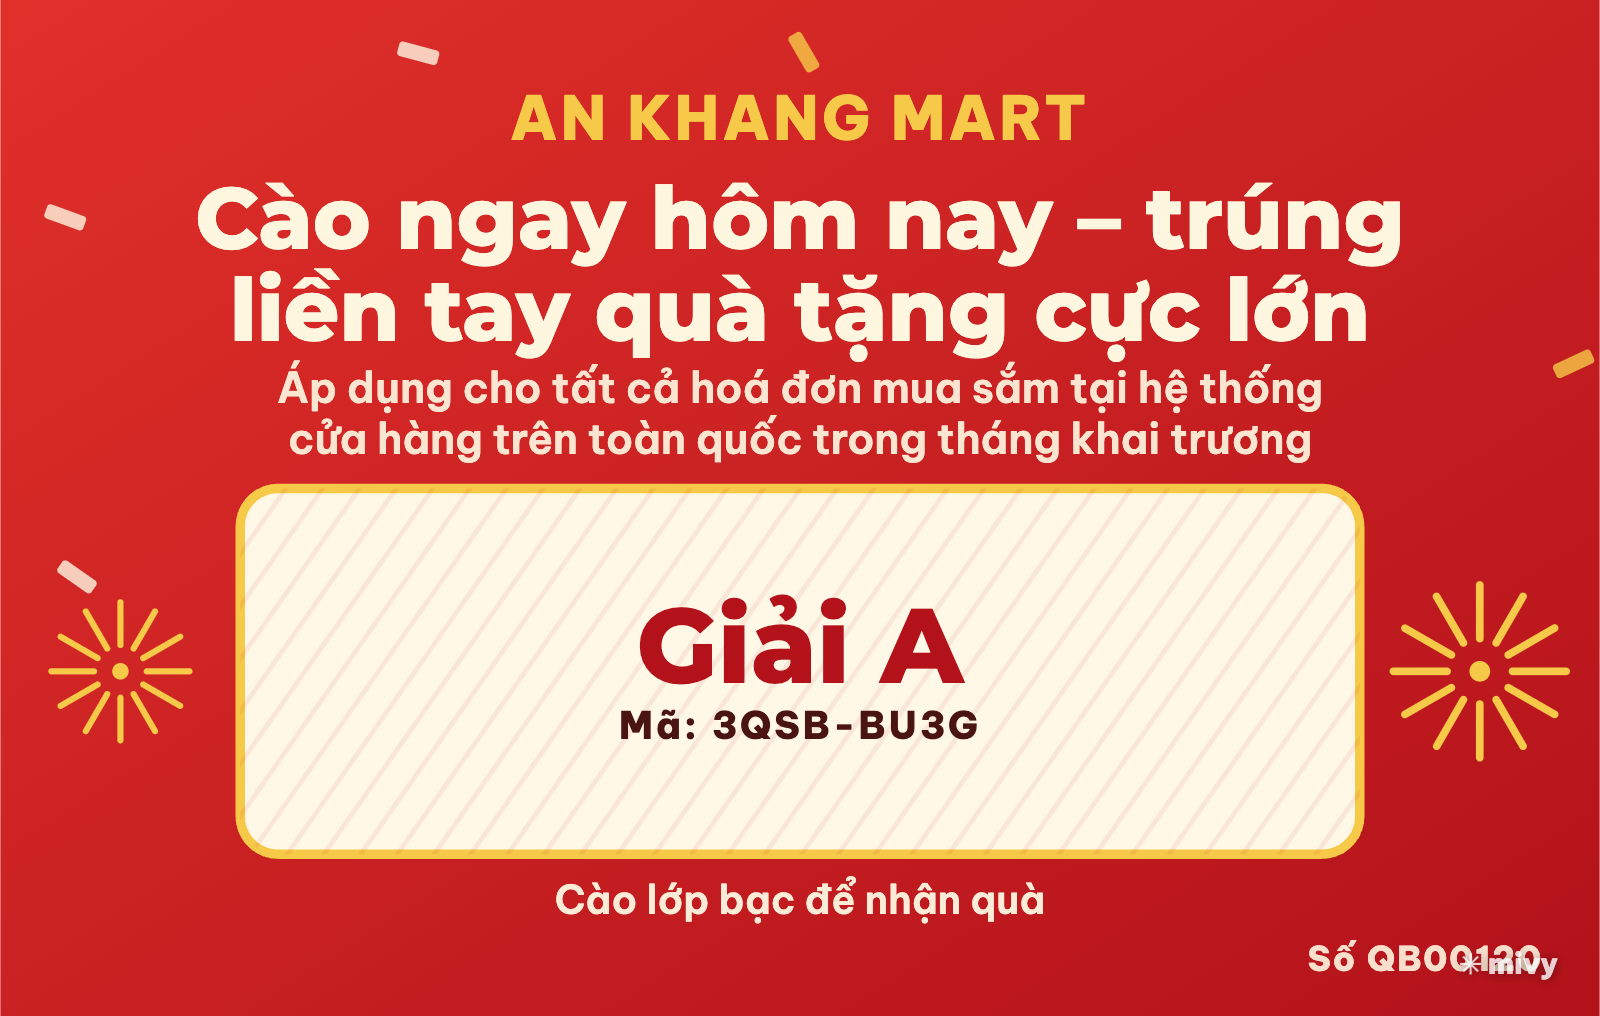 AN KHANG MART
Cào ngay hôm nay – trúng
liền tay quà tặng cực lớn
Áp dụng cho tất cả hoá đơn mua sắm tại hệ thống
cửa hàng trên toàn quốc trong tháng khai trương
Giải A
Mã: 3QSB-BU3G
Cào lớp bạc để nhận quà
Số QB00120
mivy